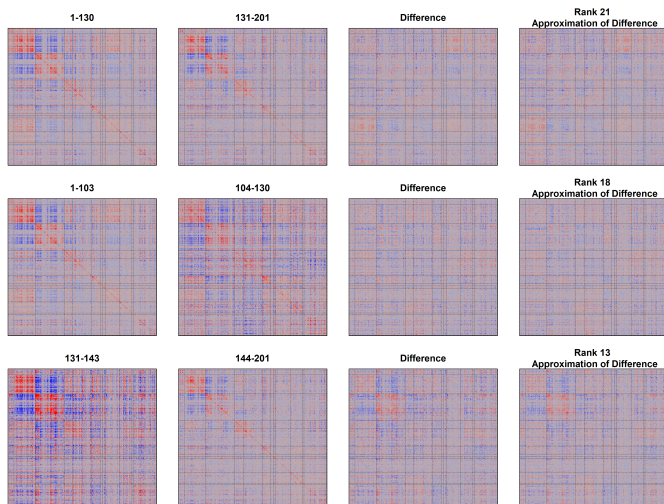 1-130
131-201
Difference
Rank 21
Approximation of Difference
1-103
104-130
Difference
Rank 18
Approximation of Difference
131-143
144-201
Difference
Rank 13
Approximation of Difference